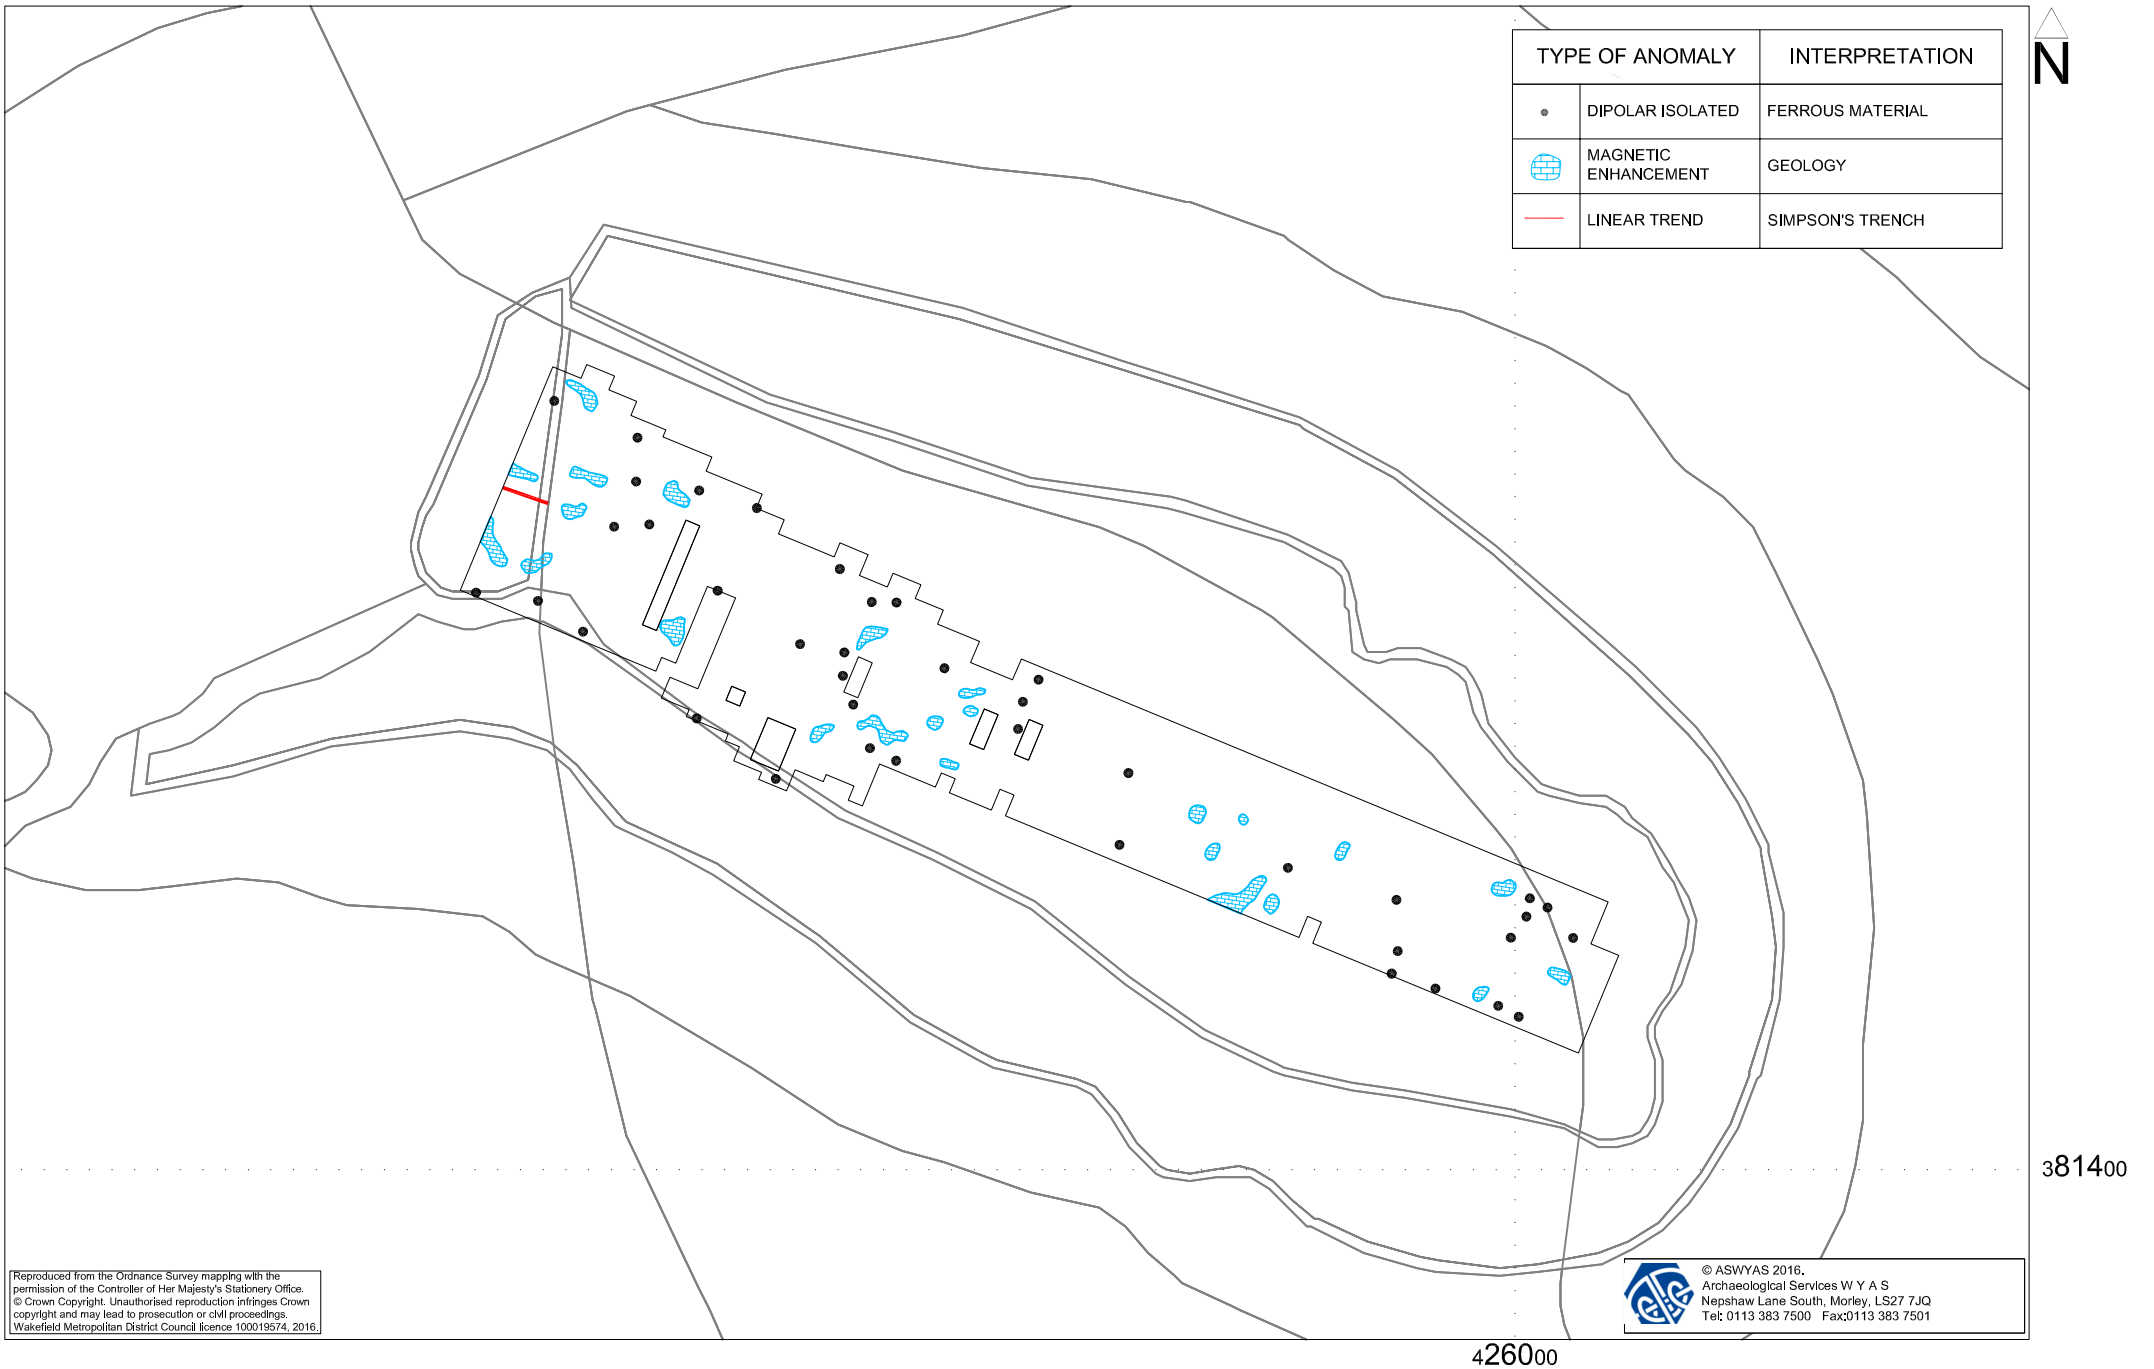 TYPE OF ANOMALY INTERPRETATION
DIPOLAR ISOLATED FERROUS MATERIAL
MAGNETIC
ENHANCEMENT GEOLOGY
LINEAR TREND SIMPSON'S TRENCH
N
381400
Reproduced from the Ordnance Survey mapping with the
permission of the Controller of Her Majesty's Stationery Office.
© Crown Copyright. Unauthorised reproduction infringes Crown
copyright and may lead to prosecution or civil proceedings.
Wakefield Metropolitan District Council licence 100019574, 2016.
© ASWYAS 2016.
Archaeological Services W Y A S
Nepshaw Lane South, Morley, LS27 7JQ
Tel: 0113 383 7500 Fax:0113 383 7501
426000